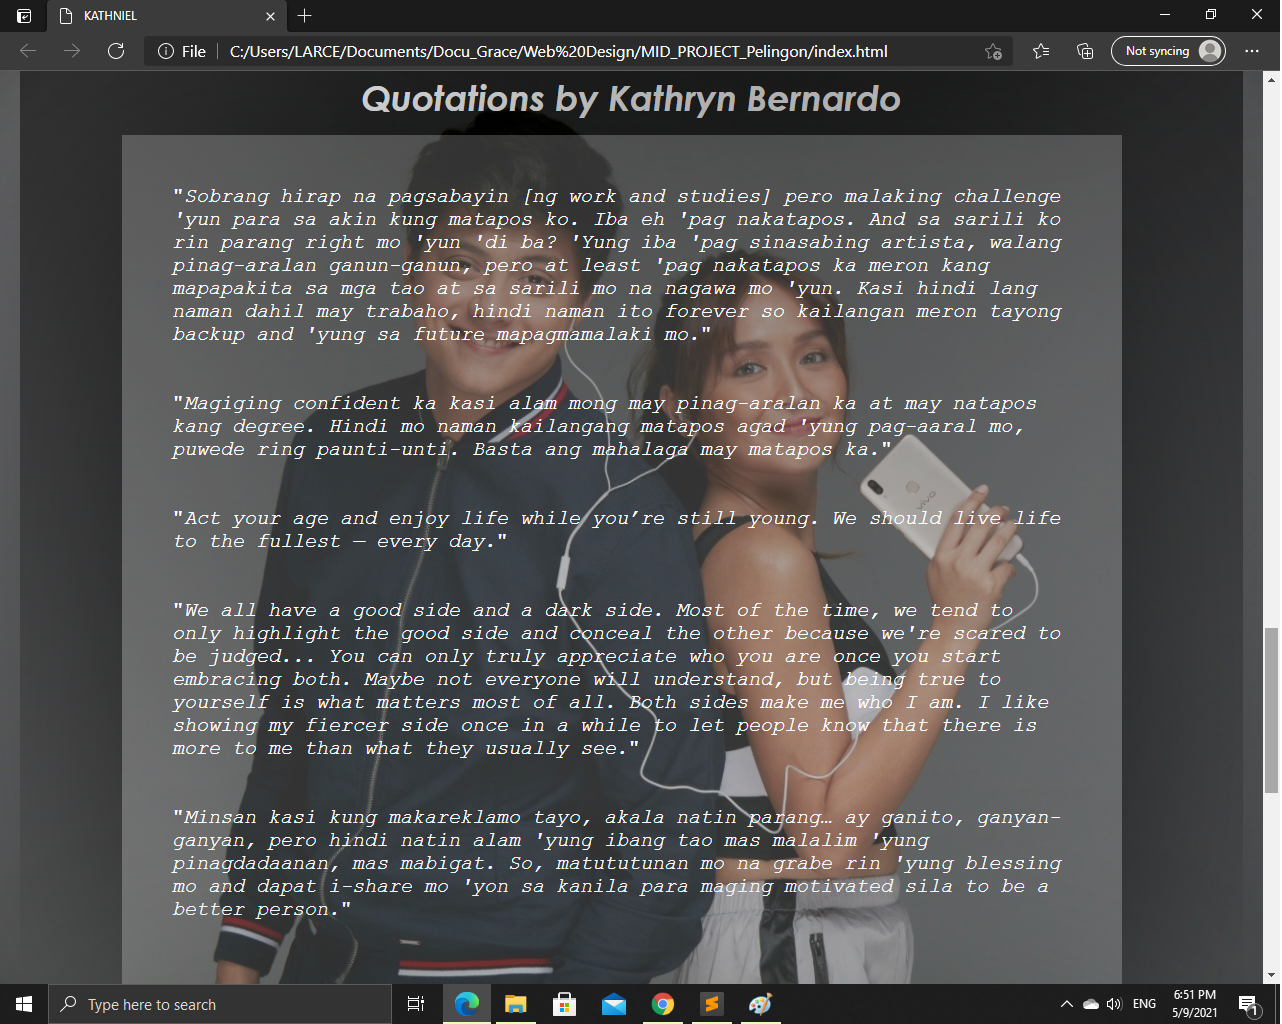 KATHNIEL
File
C:/Users/LARCE/Documents/Docu_Grace/Web%20Design/MID_PROJECT_Pelingon/index.html
Not syncing
Quotations by Kathryn Bernardo
"Sobrang hirap na pagsabayin [ng work and studies] pero malaking challenge
'yun para sa akin kung matapos ko. Iba eh 'pag nakatapos. And sa sarili ko
rin parang right mo 'yun 'di ba? 'Yung iba 'pag sinasabing artista, walang
pinag-aralan ganun-ganun, pero at least 'pag nakatapos ka meron kang
mapapakita sa mga tao at sa sarili mo na nagawa mo 'yun. Kasi hindi lang
naman dahil may trabaho, hindi naman ito forever so kailangan meron tayong
backup and 'yung sa future mapagmamalaki mo."
"Magiging confident ka kasi alam mong may pinag-aralan ka at may natapos
kang degree. Hindi mo naman kailangang matapos agad 'yung pag-aaral mo,
puwede ring paunti-unti. Basta ang mahalaga may matapos ka."
"Act your age and enjoy life while you’re still young. We should live life
to the fullest — every day."
"We all have a good side and a dark side. Most of the time, we tend to
only highlight the good side and conceal the other because we're scared to
be judged... You can only truly appreciate who you are once you start
embracing both. Maybe not everyone will understand, but being true to
yourself is what matters most of all. Both sides make me who I am. I like
showing my fiercer side once in a while to let people know that there is
more to me than what they usually see."
"Minsan kasi kung makareklamo tayo, akala natin parang… ay ganito, ganyan-
ganyan, pero hindi natin alam 'yung ibang tao mas malalim 'yung
pinagdadaanan, mas mabigat. So, matututunan mo na grabe rin 'yung blessing
mo and dapat i-share mo 'yon sa kanila para maging motivated sila to be a
better person."
vivo
Type here to search
ENG
6:51 PM
5/9/2021
1